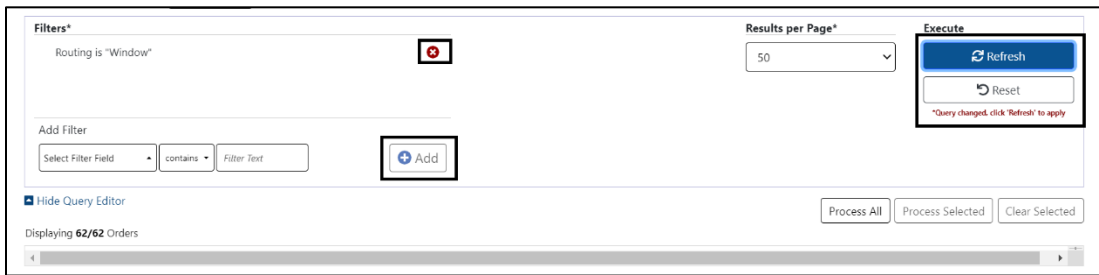 Filters*
Results per Page*
Execute
Routing is "Window"
50
Refresh
Reset
*Query changed, click 'Refresh' to apply
Add Filter
Select Filter Field
contains
Filter Text
Add
Hide Query Editor
Process All
Process Selected
Clear Selected
Displaying 62/62 Orders